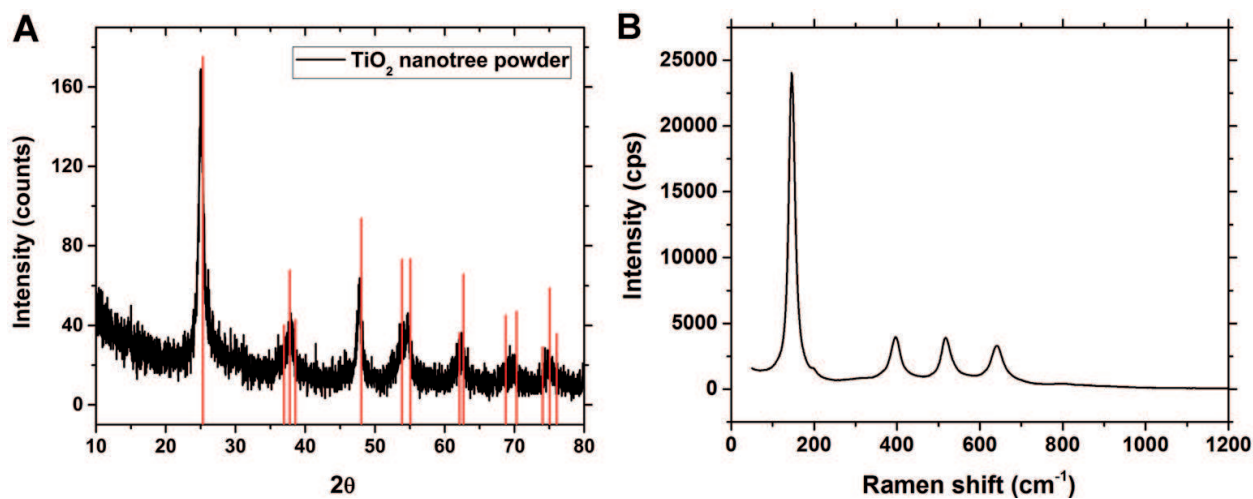 A
TiO2 nanotree powder
Intensity (counts)
160
120
80
40
0
10 20 30 40 50 60 70 80
2θ
B
Intensity (cps)
25000
20000
15000
10000
5000
0
0 200 400 600 800 1000 1200
Ramen shift (cm-1)